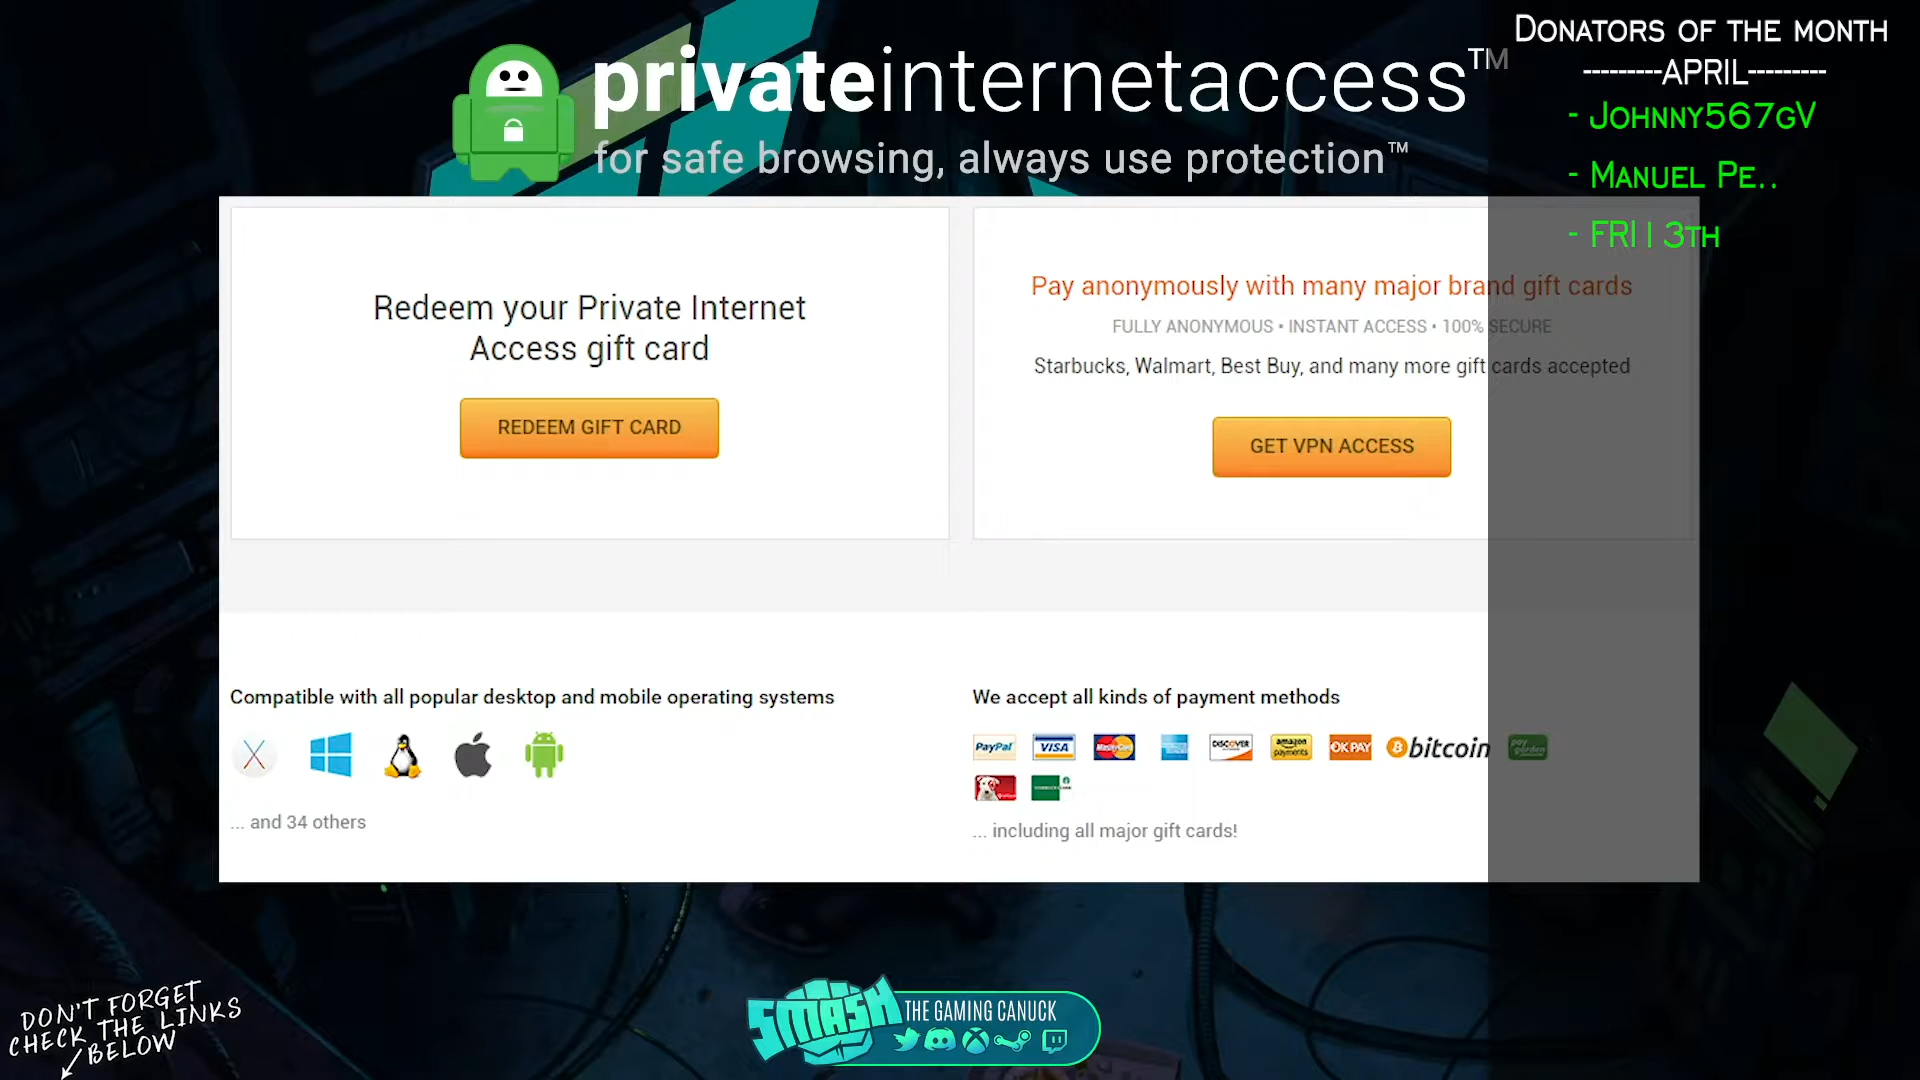 privateinternetaccess™
for safe browsing, always use protection™
DONATORS OF THE MONTH
---------APRIL---------
- JOHNNY567GV
- MANUEL PE..
- FRI13TH
Redeem your Private Internet
Access gift card
REDEEM GIFT CARD
Pay anonymously with many major brand gift cards
FULLY ANONYMOUS • INSTANT ACCESS • 100% SECURE
Starbucks, Walmart, Best Buy, and many more gift cards accepted
GET VPN ACCESS
Compatible with all popular desktop and mobile operating systems
... and 34 others
We accept all kinds of payment methods
PayPal VISA MasterCard DISCOVER amazon payments OKPAY bitcoin pay garden
... including all major gift cards!
DON'T FORGET
CHECK THE LINKS
BELOW
SMASH
THE GAMING CANUCK